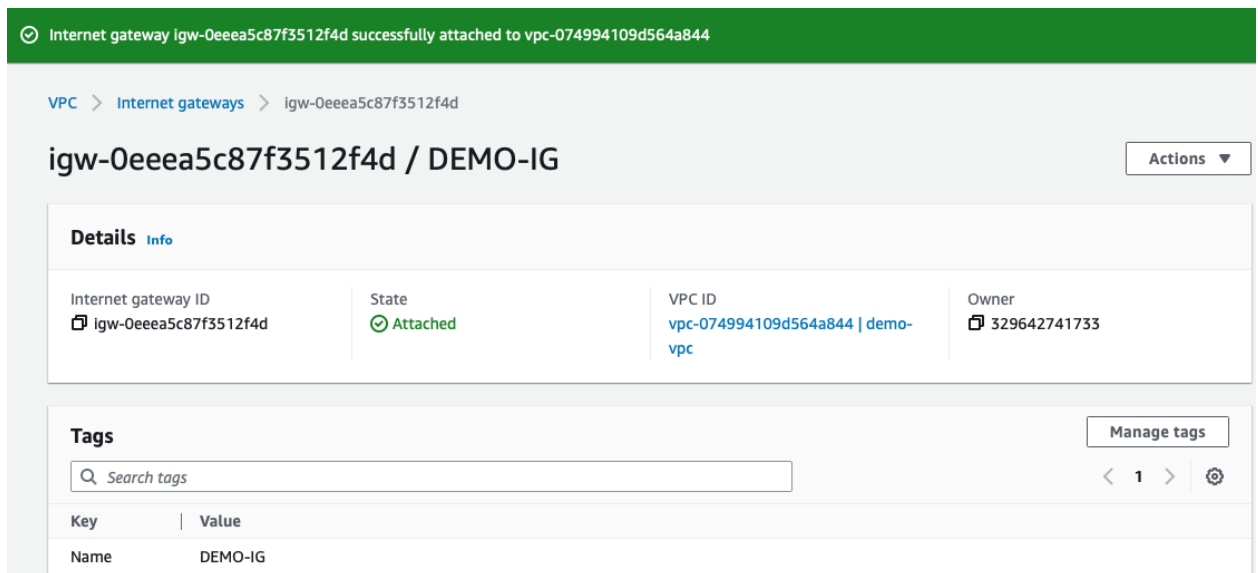 Internet gateway igw-0eeea5c87f3512f4d successfully attached to vpc-074994109d564a844
VPC > Internet gateways > igw-0eeea5c87f3512f4d
igw-0eeea5c87f3512f4d / DEMO-IG
Actions
Details Info
Internet gateway ID
igw-0eeea5c87f3512f4d
State
Attached
VPC ID
vpc-074994109d564a844 | demo-
vpc
Owner
329642741733
Tags
Manage tags
Search tags
1
Key Value
Name DEMO-IG